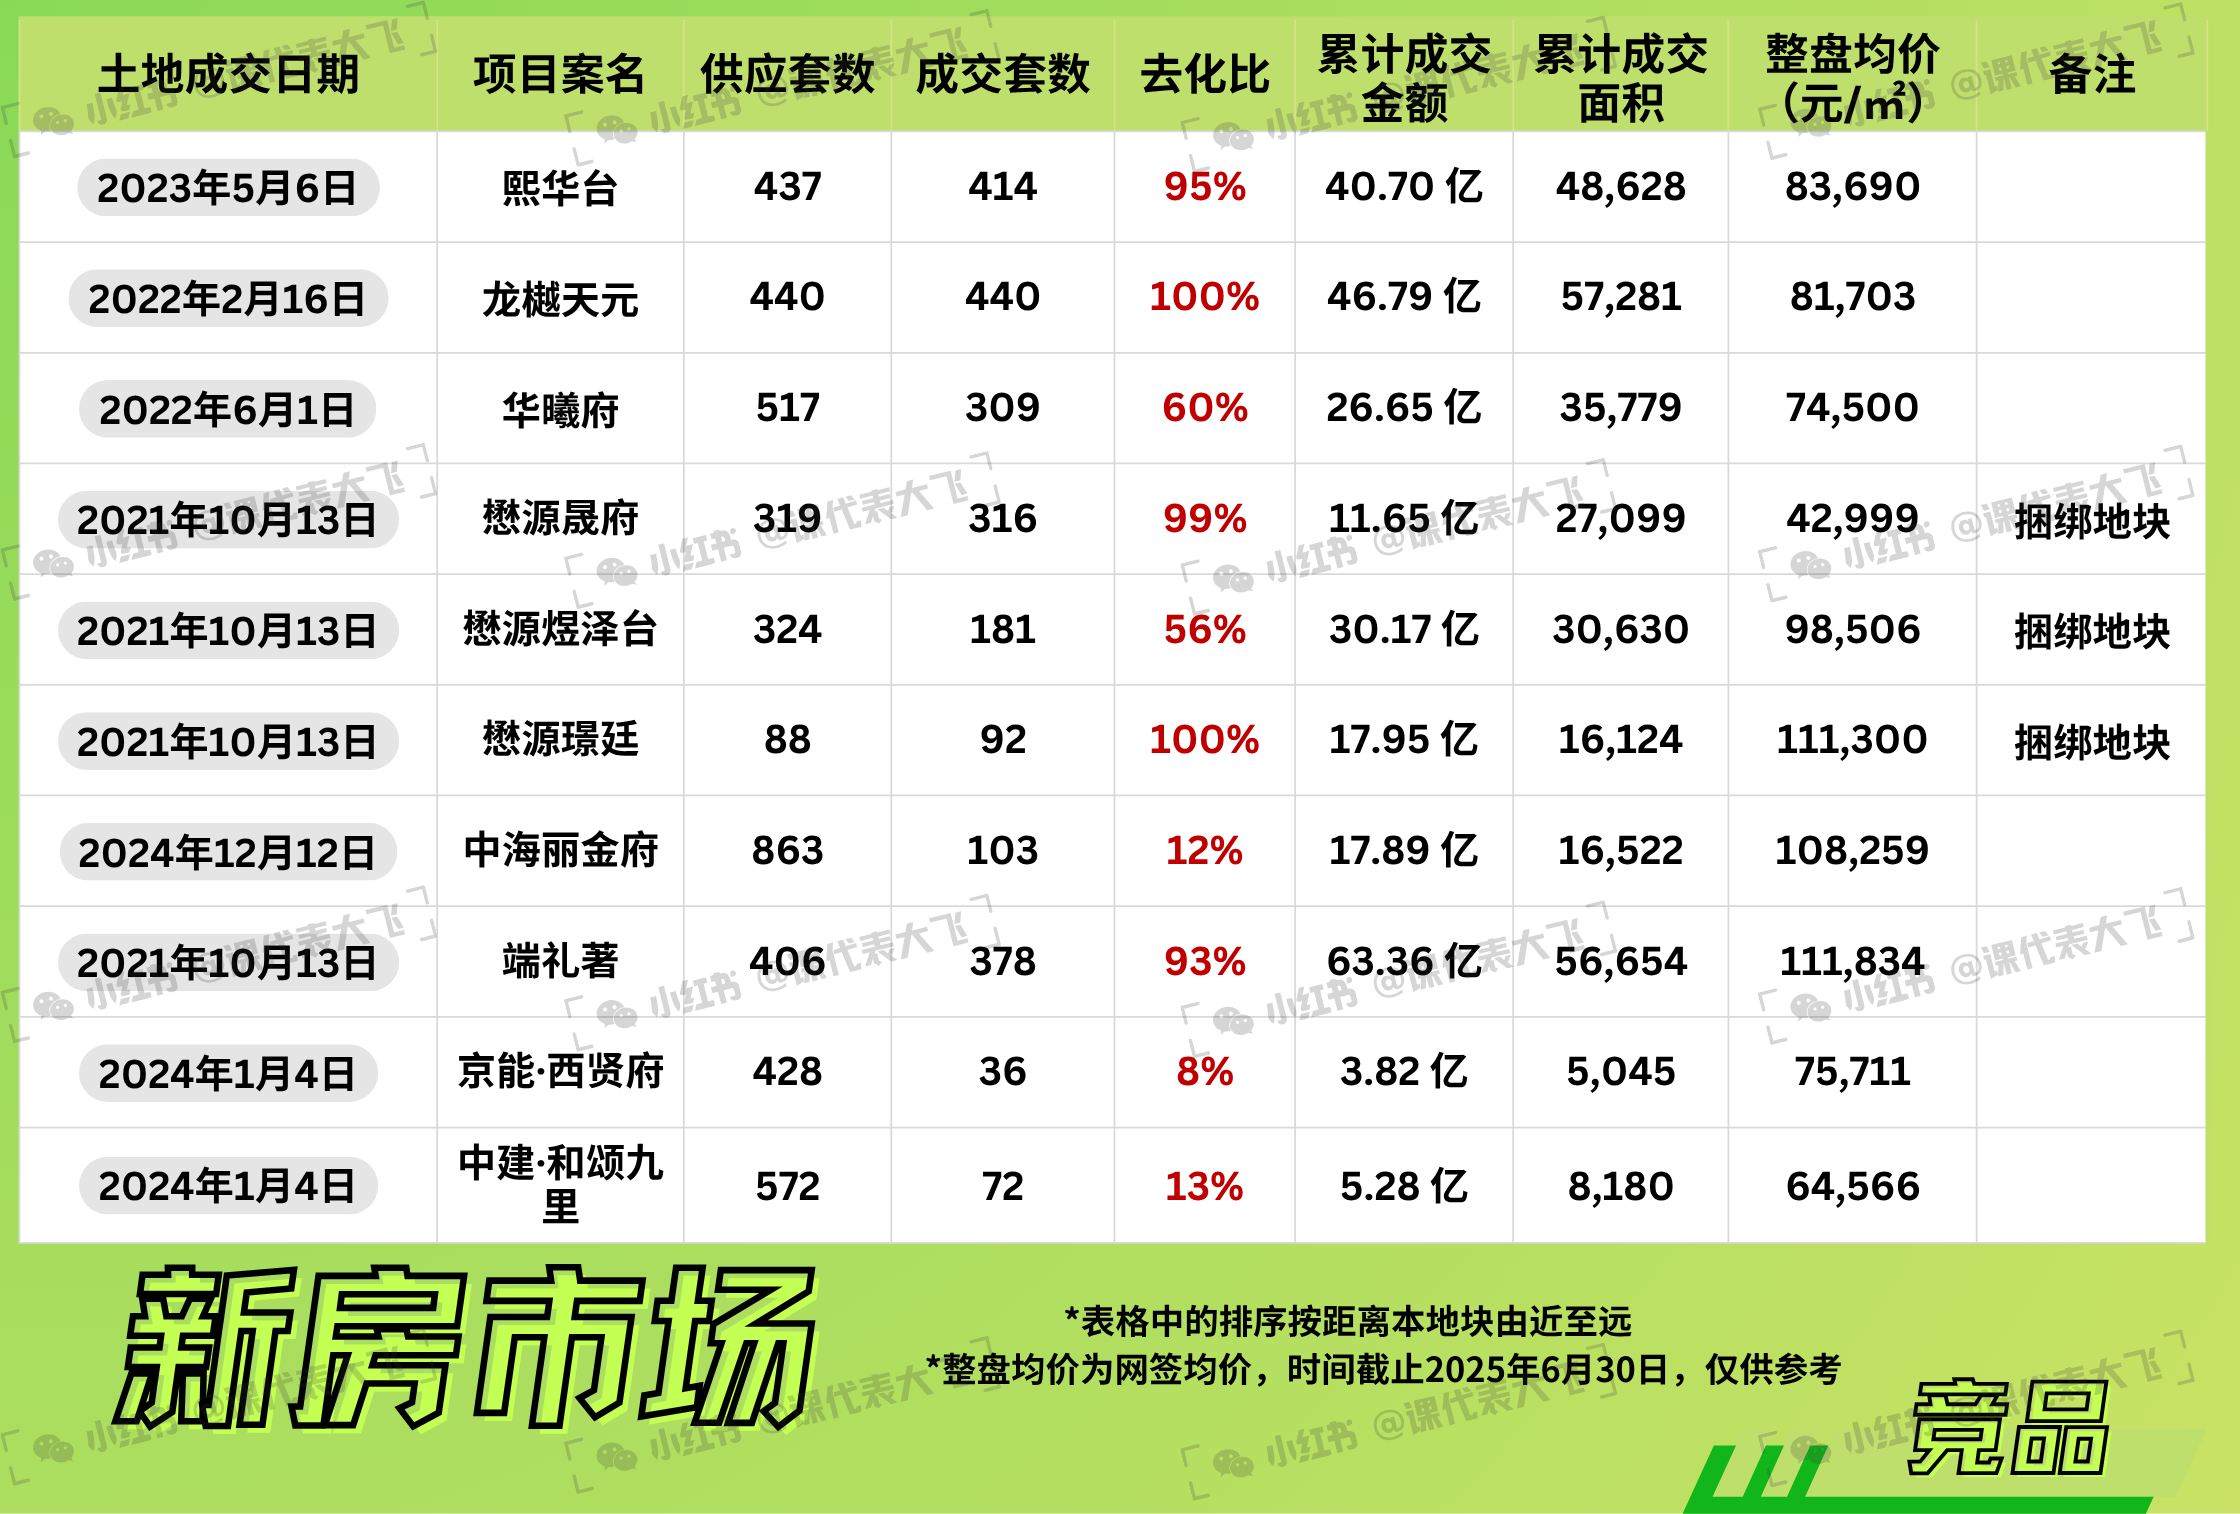 土地成交日期 项目案名 供应套数 成交套数 去化比 累计成交金额 累计成交面积 整盘均价（元/㎡） 备注
2023年5月6日 熙华台 437 414 95% 40.70 亿 48,628 83,690
2022年2月16日 龙樾天元 440 440 100% 46.79 亿 57,281 81,703
2022年6月1日 华曦府 517 309 60% 26.65 亿 35,779 74,500
2021年10月13日 懋源晟府 319 316 99% 11.65 亿 27,099 42,999 捆绑地块
2021年10月13日 懋源煜泽台 324 181 56% 30.17 亿 30,630 98,506 捆绑地块
2021年10月13日 懋源璟廷 88 92 100% 17.95 亿 16,124 111,300 捆绑地块
2024年12月12日 中海丽金府 863 103 12% 17.89 亿 16,522 108,259
2021年10月13日 端礼著 406 378 93% 63.36 亿 56,654 111,834
2024年1月4日 京能·西贤府 428 36 8% 3.82 亿 5,045 75,711
2024年1月4日 中建·和颂九里 572 72 13% 5.28 亿 8,180 64,566
新房市场
*表格中的排序按距离本地块由近至远
*整盘均价为网签均价，时间截止2025年6月30日，仅供参考
竞品
小红书 @课代表大飞